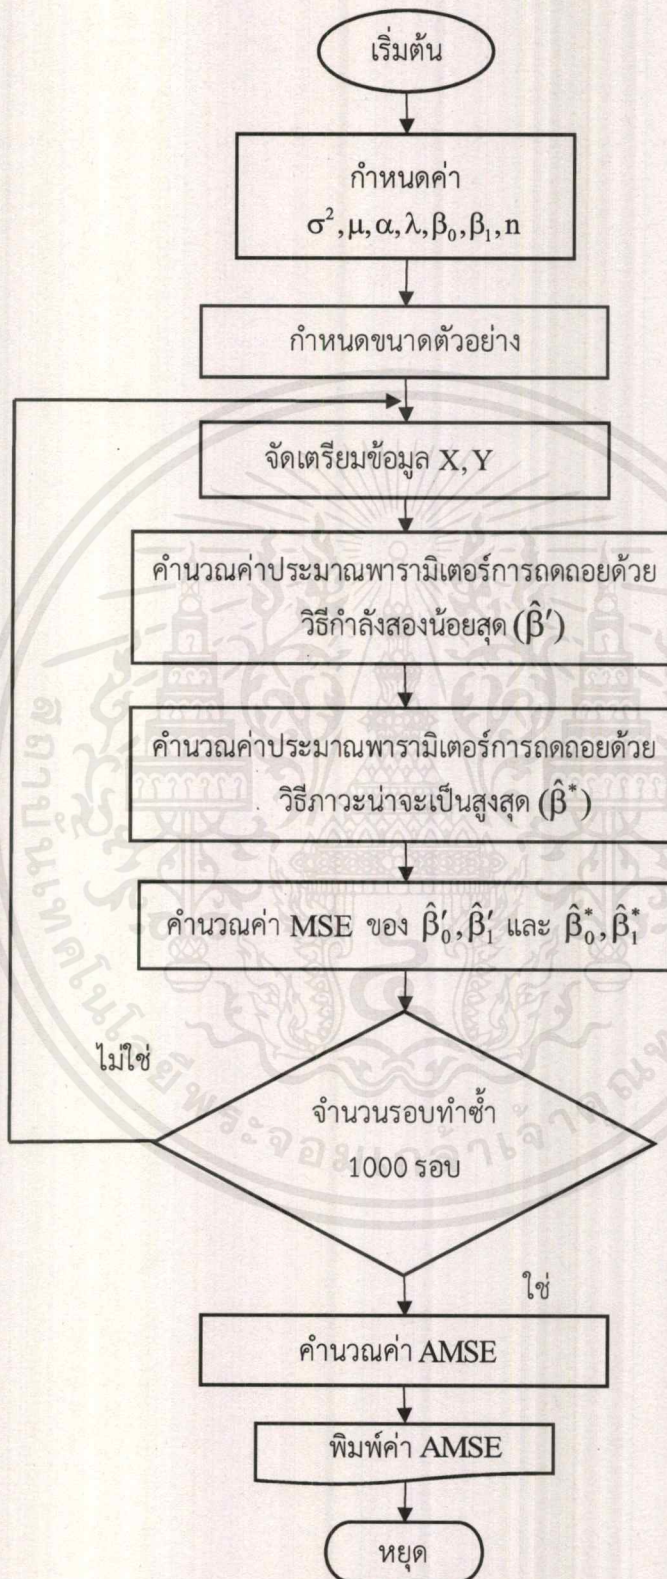 เริ่มต้น
กำหนดค่า
σ², μ, α, λ, β₀, β₁, n
กำหนดขนาดตัวอย่าง
จัดเตรียมข้อมูล X, Y
คำนวณค่าประมาณพารามิเตอร์การถดถอยด้วย
วิธีกำลังสองน้อยสุด (β̂′)
คำนวณค่าประมาณพารามิเตอร์การถดถอยด้วย
วิธีภาวะน่าจะเป็นสูงสุด (β̂*)
คำนวณค่า MSE ของ β̂′₀, β̂′₁ และ β̂*₀, β̂*₁
ไม่ใช่
จำนวนรอบทำซ้ำ
1000 รอบ
ใช่
คำนวณค่า AMSE
พิมพ์ค่า AMSE
หยุด